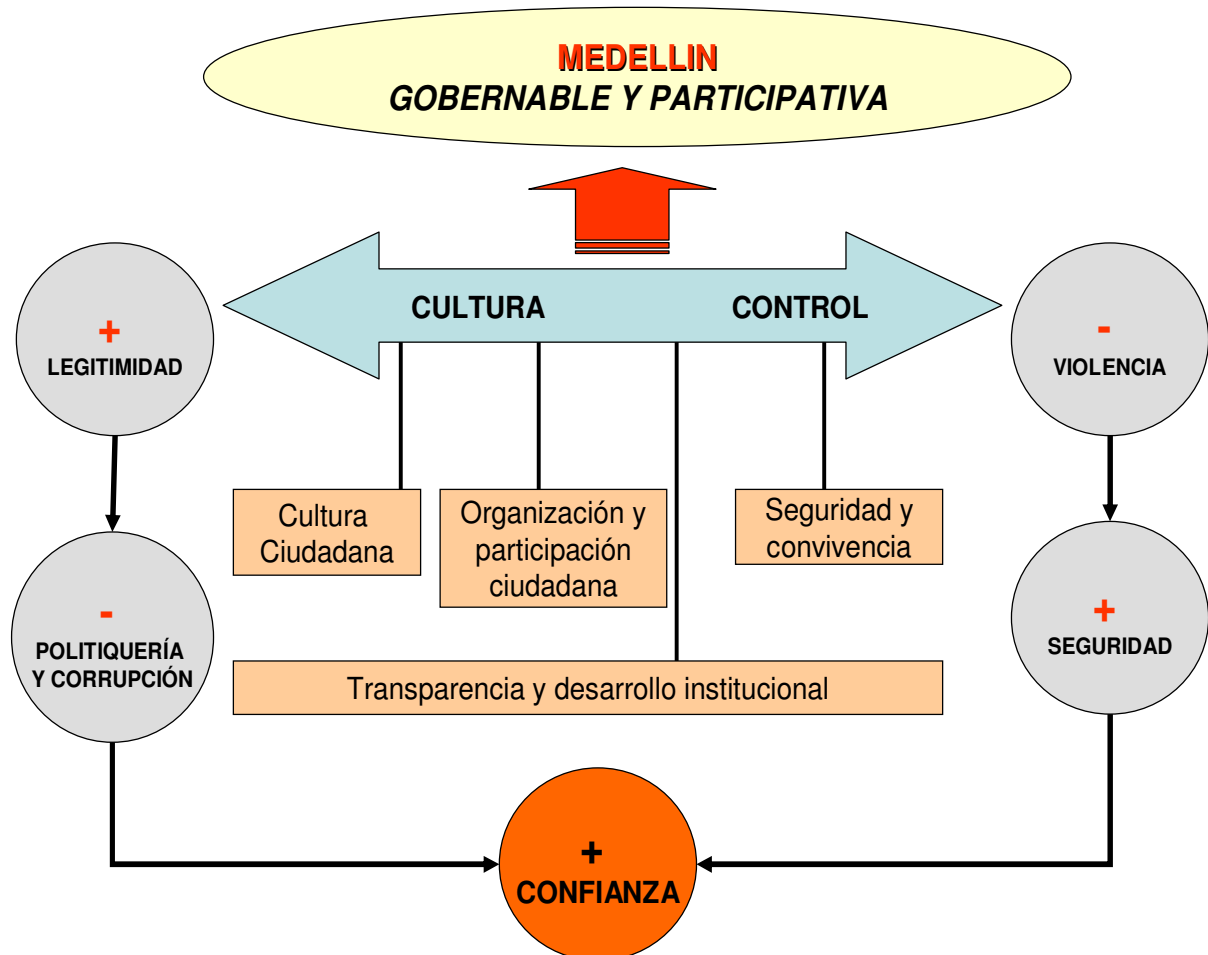 MEDELLIN
GOBERNABLE Y PARTICIPATIVA
CULTURA
CONTROL
+
LEGITIMIDAD
-
VIOLENCIA
Cultura
Ciudadana
Organización y
participación
ciudadana
Seguridad y
convivencia
-
POLITIQUERÍA
Y CORRUPCIÓN
+
SEGURIDAD
Transparencia y desarrollo institucional
+
CONFIANZA